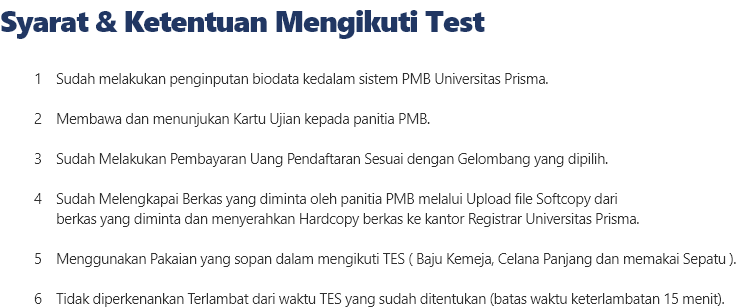 Syarat & Ketentuan Mengikuti Test
1 Sudah melakukan penginputan biodata kedalam sistem PMB Universitas Prisma.
2 Membawa dan menunjukan Kartu Ujian kepada panitia PMB.
3 Sudah Melakukan Pembayaran Uang Pendaftaran Sesuai dengan Gelombang yang dipilih.
4 Sudah Melengkapai Berkas yang diminta oleh panitia PMB melalui Upload file Softcopy dari
berkas yang diminta dan menyerahkan Hardcopy berkas ke kantor Registrar Universitas Prisma.
5 Menggunakan Pakaian yang sopan dalam mengikuti TES ( Baju Kemeja, Celana Panjang dan memakai Sepatu ).
6 Tidak diperkenankan Terlambat dari waktu TES yang sudah ditentukan (batas waktu keterlambatan 15 menit).